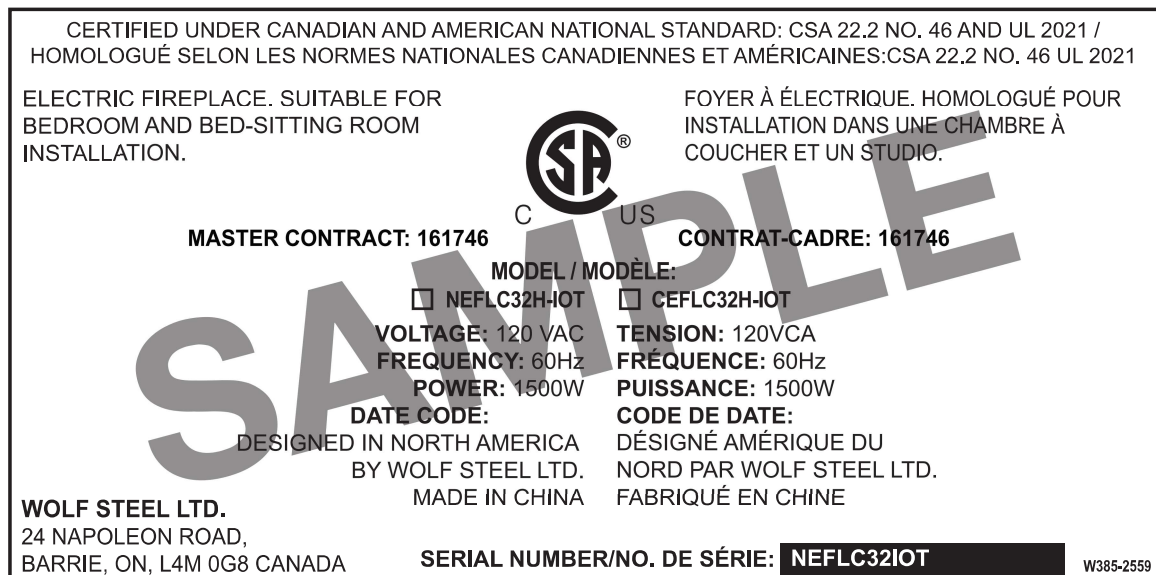 CERTIFIED UNDER CANADIAN AND AMERICAN NATIONAL STANDARD: CSA 22.2 NO. 46 AND UL 2021 /
HOMOLOGUÉ SELON LES NORMES NATIONALES CANADIENNES ET AMÉRICAINES:CSA 22.2 NO. 46 UL 2021
ELECTRIC FIREPLACE. SUITABLE FOR
BEDROOM AND BED-SITTING ROOM
INSTALLATION.
FOYER À ÉLECTRIQUE. HOMOLOGUÉ POUR
INSTALLATION DANS UNE CHAMBRE À
COUCHER ET UN STUDIO.
CSA ®
C US
MASTER CONTRACT: 161746 CONTRAT-CADRE: 161746
MODEL / MODÈLE:
NEFLC32H-IOT CEFLC32H-IOT
VOLTAGE: 120 VAC TENSION: 120VCA
FREQUENCY: 60Hz FRÉQUENCE: 60Hz
POWER: 1500W PUISSANCE: 1500W
DATE CODE: CODE DE DATE:
DESIGNED IN NORTH AMERICA DÉSIGNÉ AMÉRIQUE DU
BY WOLF STEEL LTD. NORD PAR WOLF STEEL LTD.
MADE IN CHINA FABRIQUÉ EN CHINE
WOLF STEEL LTD.
24 NAPOLEON ROAD,
BARRIE, ON, L4M 0G8 CANADA
SERIAL NUMBER/NO. DE SÉRIE: NEFLC32IOT
W385-2559
SAMPLE